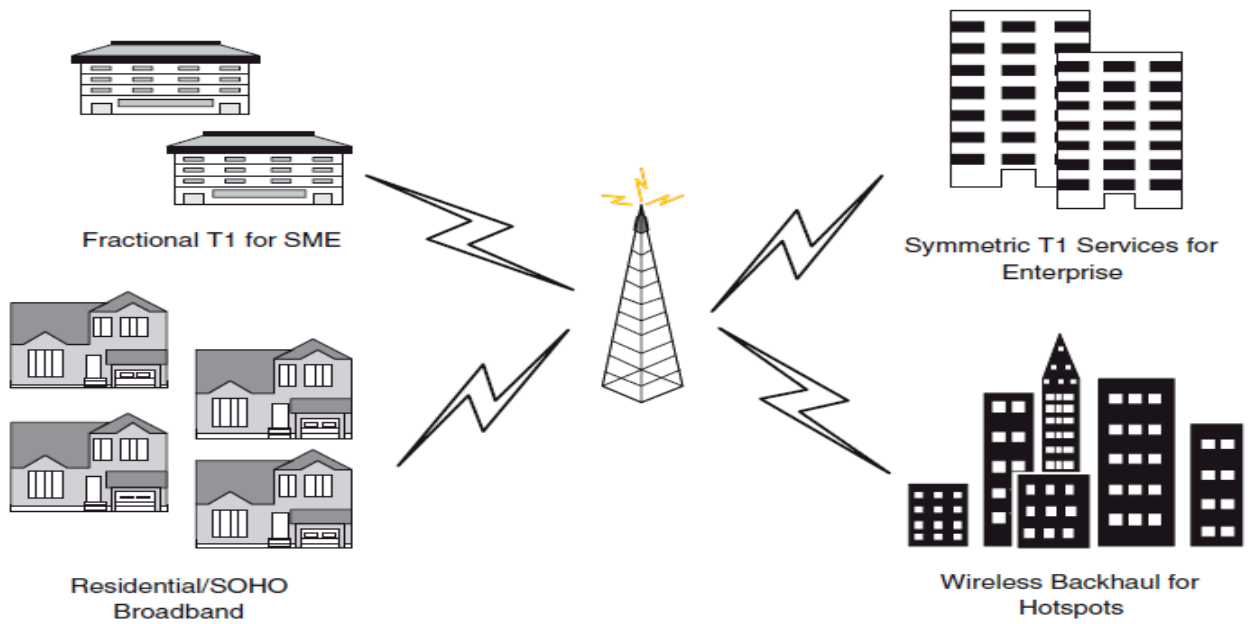 Fractional T1 for SME
Symmetric T1 Services for
Enterprise
Residential/SOHO
Broadband
Wireless Backhaul for
Hotspots